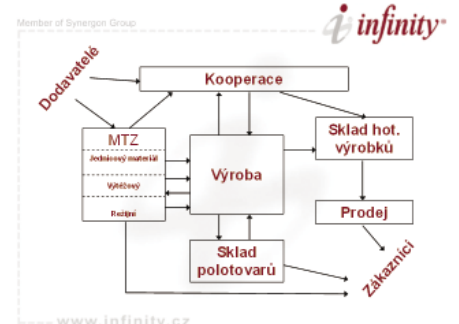 Member of Synergon Group
infinity
Dodavatelé
Kooperace
MTZ
Jednicový materiál
Výtěžový
Režijní
Výroba
Sklad hot.
výrobků
Prodej
Sklad
polotovarů
Zákazníci
www.infinity.cz